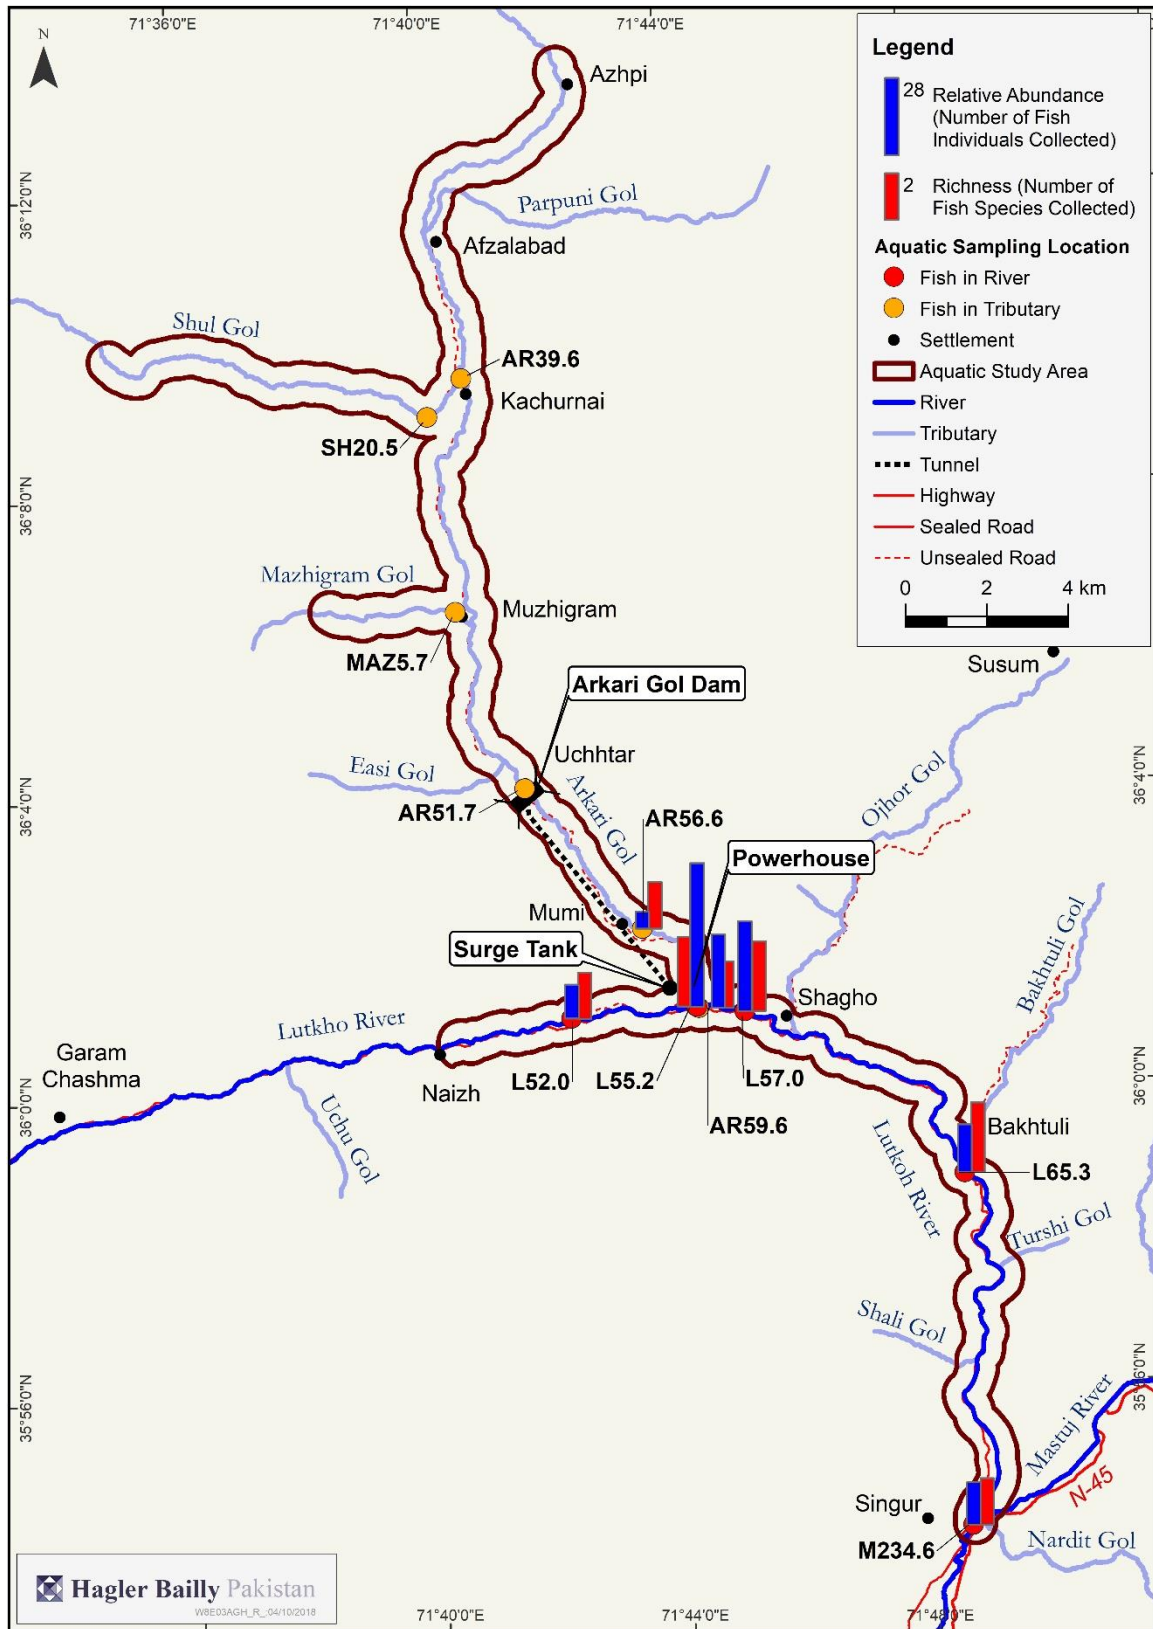 71°36'0"E
71°40'0"E
71°44'0"E
N
Legend
28
Relative Abundance
(Number of Fish
Individuals Collected)
2
Richness (Number of
Fish Species Collected)
Aquatic Sampling Location
Fish in River
Fish in Tributary
Settlement
Aquatic Study Area
River
Tributary
Tunnel
Highway
Sealed Road
Unsealed Road
0 2 4 km
Azhpi
36°12'0"N
Parpuni Gol
Afzalabad
Shul Gol
AR39.6
Kachurnai
SH20.5
36°8'0"N
Mazhigram Gol
Muzhigram
MAZ5.7
Susum
Arkari Gol Dam
Uchhtar
Easi Gol
Arkari Gol
Ojhor Gol
36°4'0"N
36°4'0"N
AR51.7
AR56.6
Powerhouse
Mumi
Surge Tank
Bakhtuli Gol
Shagho
Lutkho River
Garam
Chashma
Naizh
L52.0
L55.2
L57.0
AR59.6
36°0'0"N
36°0'0"N
Uchu Gol
Bakhtuli
L65.3
Lutkoh River
Turshi Gol
Shali Gol
35°56'0"N
Mastuj River
N-45
Singur
M234.6
Nardit Gol
Hagler Bailly Pakistan
W8E03AGH_R_04/10/2018
71°40'0"E
71°44'0"E